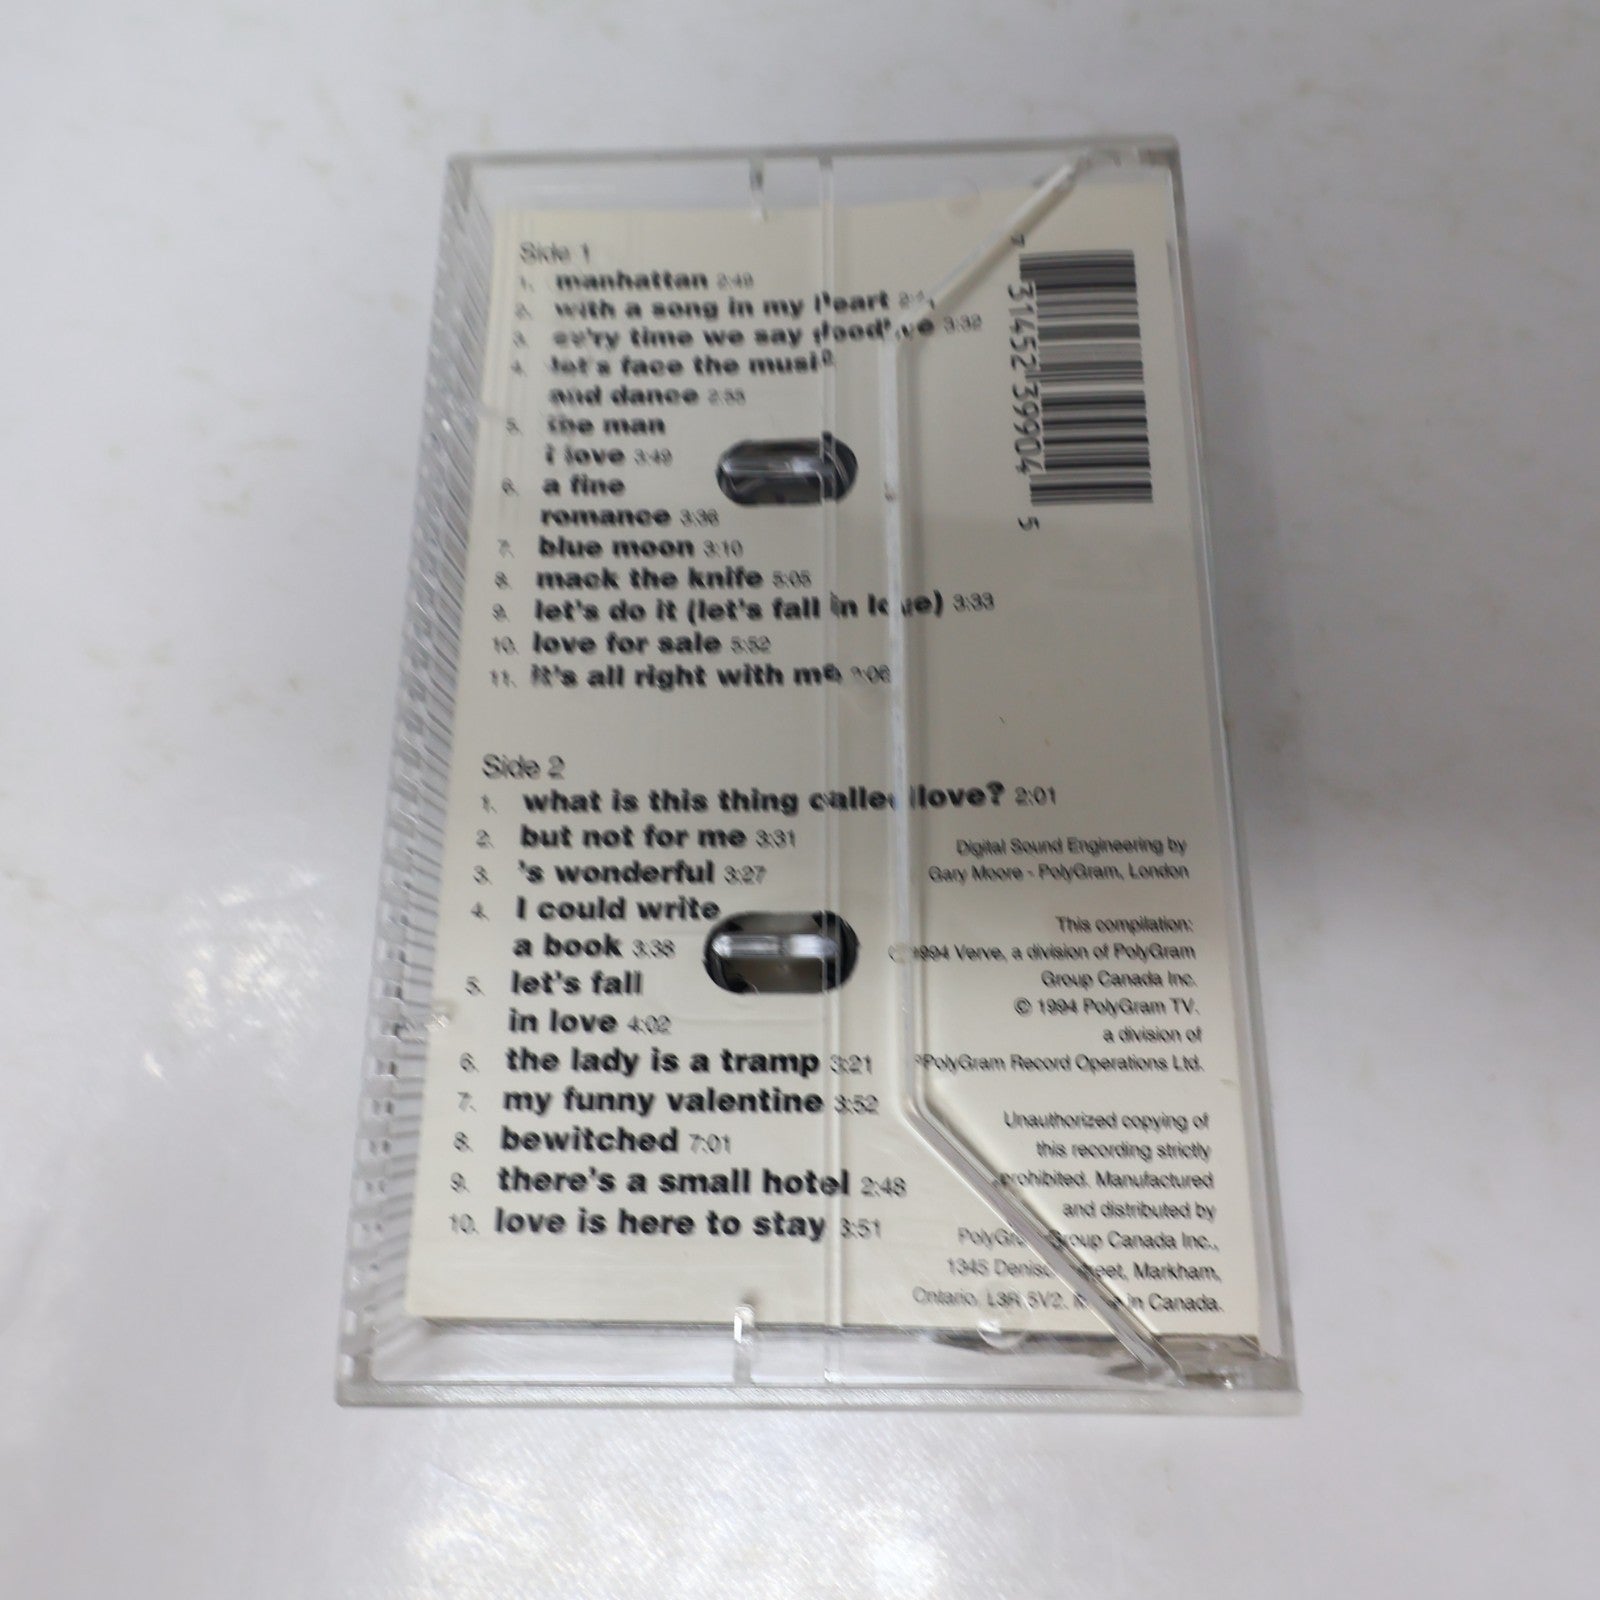 Side 1
1. manhattan 2:49
2. with a song in my heart
3. ev'ry time we say goodbye 3:32
4. let's face the music
and dance 2:55
5. the man
i love 3:49
6. a fine
romance 3:36
7. blue moon 3:10
8. mack the knife 5:05
9. let's do it (let's fall in love) 3:33
10. love for sale 5:52
11. it's all right with me
7 31452 39904 5
Side 2
1. what is this thing called love? 2:01
2. but not for me 3:31
3. 's wonderful 3:27
4. I could write
a book 3:38
5. let's fall
in love 4:02
6. the lady is a tramp 3:21
7. my funny valentine 3:52
8. bewitched 7:01
9. there's a small hotel 2:48
10. love is here to stay 3:51
Digital Sound Engineering by
Gary Moore - PolyGram, London
This compilation:
1994 Verve, a division of PolyGram
Group Canada Inc.
© 1994 PolyGram TV.
a division of
PolyGram Record Operations Ltd.
Unauthorized copying of
this recording strictly
prohibited. Manufactured
and distributed by
PolyGram Group Canada Inc.,
1345 Denison Street, Markham,
Ontario, L3R 5V2. Made in Canada.